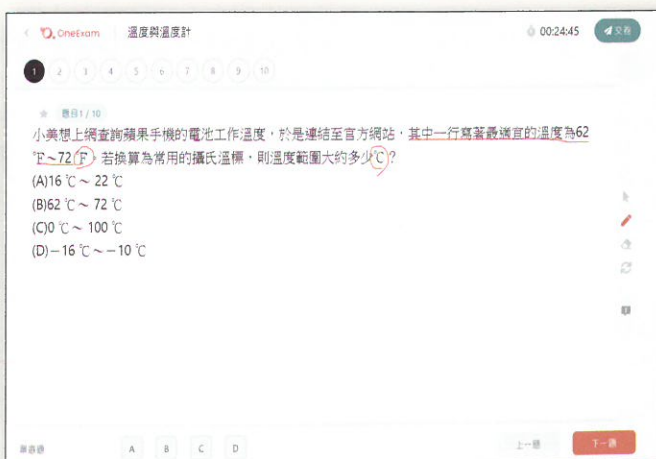 OneExam 溫度與溫度計 00:24:45 交卷
1 2 3 4 5 6 7 8 9 10
題目1 / 10
小美想上網查詢蘋果手機的電池工作溫度，於是連結至官方網站，其中一行寫著最適宜的溫度為62
℉～72 ℉，若換算為常用的攝氏溫標，則溫度範圍大約多少℃？
(A)16 ℃～ 22 ℃
(B)62 ℃～ 72 ℃
(C)0 ℃～ 100 ℃
(D)－16 ℃～－10 ℃
A B C D 上一題 下一題